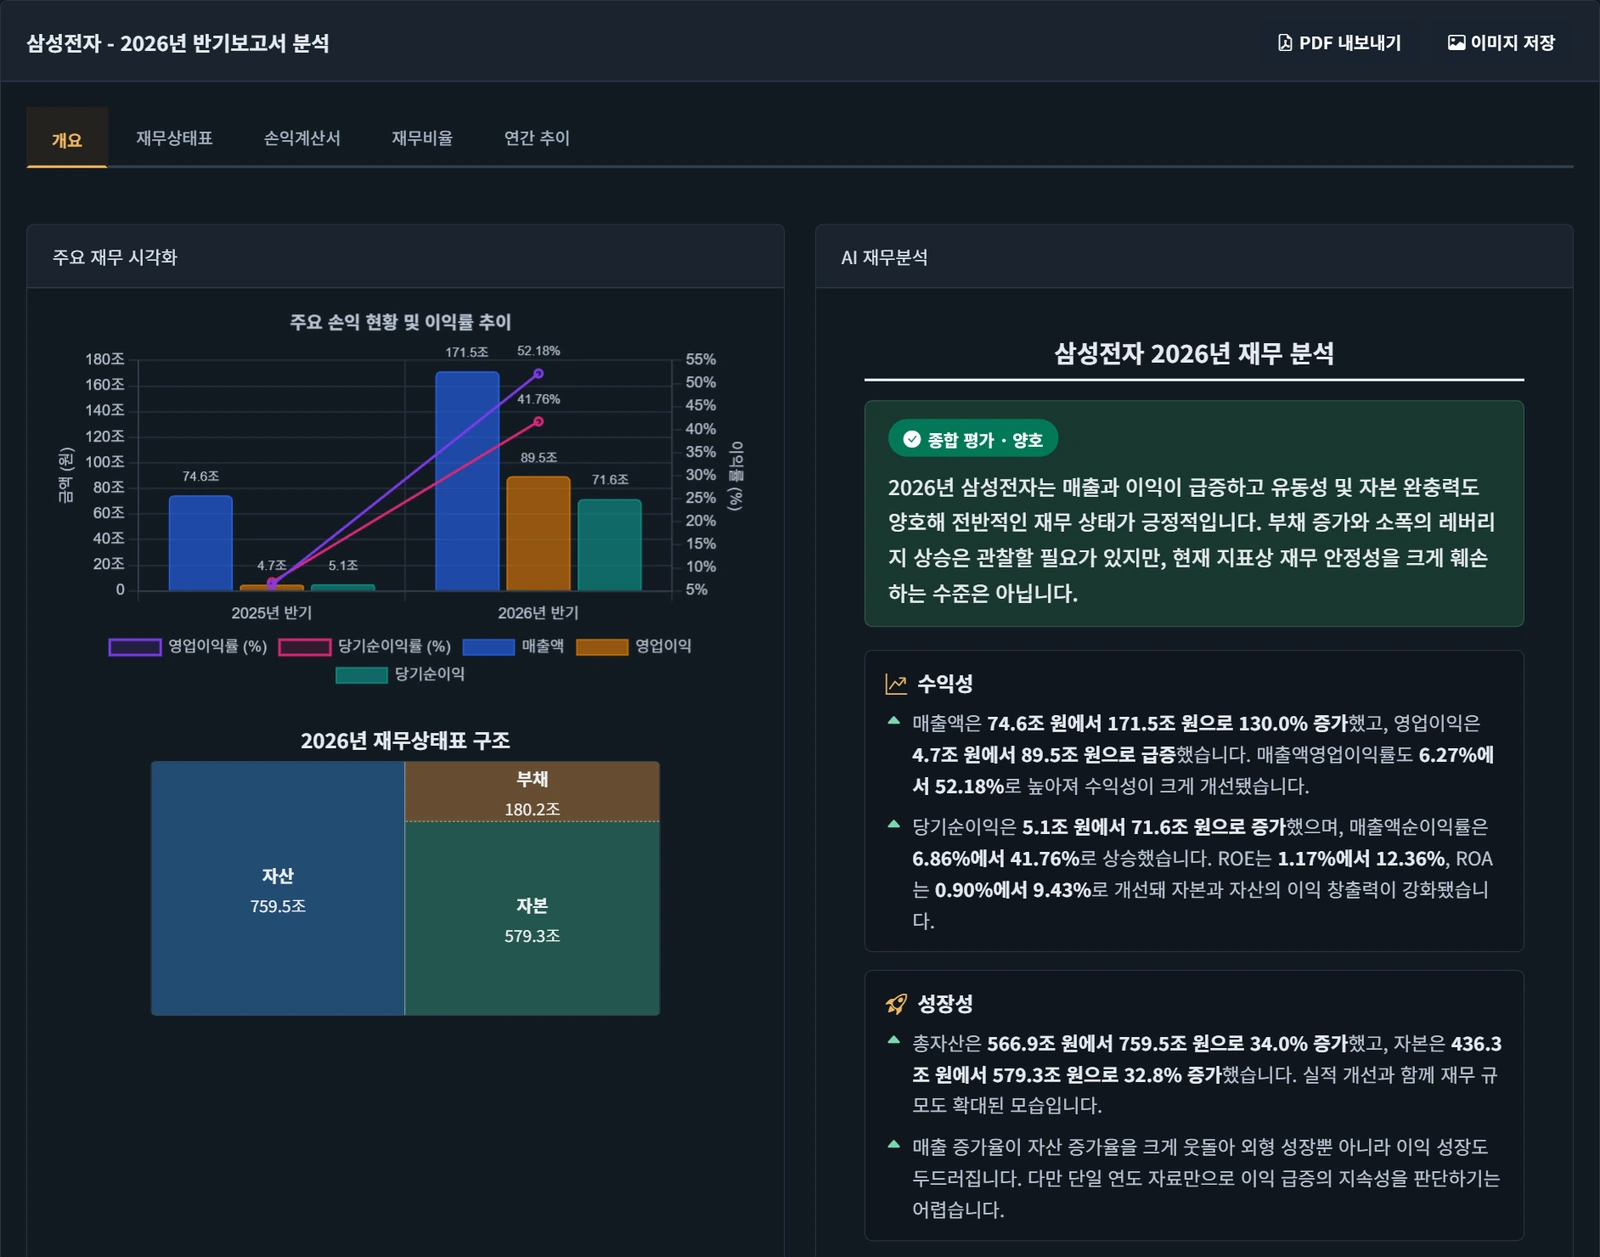 삼성전자 - 2026년 반기보고서 분석
PDF 내보내기
이미지 저장
개요
재무상태표
손익계산서
재무비율
연간 추이
주요 재무 시각화
주요 손익 현황 및 이익률 추이
금액 (원)
180조
160조
140조
120조
100조
80조
60조
40조
20조
0
74.6조
4.7조
5.1조
171.5조
52.18%
41.76%
89.5조
71.6조
55%
50%
45%
40%
35%
30%
25%
20%
15%
10%
5%
이익률 (%)
2025년 반기
2026년 반기
영업이익률 (%)
당기순이익률 (%)
매출액
영업이익
당기순이익
2026년 재무상태표 구조
자산
759.5조
부채
180.2조
자본
579.3조
AI 재무분석
삼성전자 2026년 재무 분석
종합 평가 · 양호
2026년 삼성전자는 매출과 이익이 급증하고 유동성 및 자본 완충력도
양호해 전반적인 재무 상태가 긍정적입니다. 부채 증가와 소폭의 레버리
지 상승은 관찰할 필요가 있지만, 현재 지표상 재무 안정성을 크게 훼손
하는 수준은 아닙니다.
수익성
매출액은 74.6조 원에서 171.5조 원으로 130.0% 증가했고, 영업이익은
4.7조 원에서 89.5조 원으로 급증했습니다. 매출액영업이익률도 6.27%에
서 52.18%로 높아져 수익성이 크게 개선됐습니다.
당기순이익은 5.1조 원에서 71.6조 원으로 증가했으며, 매출액순이익률은
6.86%에서 41.76%로 상승했습니다. ROE는 1.17%에서 12.36%, ROA
는 0.90%에서 9.43%로 개선돼 자본과 자산의 이익 창출력이 강화됐습니
다.
성장성
총자산은 566.9조 원에서 759.5조 원으로 34.0% 증가했고, 자본은 436.3
조 원에서 579.3조 원으로 32.8% 증가했습니다. 실적 개선과 함께 재무 규
모도 확대된 모습입니다.
매출 증가율이 자산 증가율을 크게 웃돌아 외형 성장뿐 아니라 이익 성장도
두드러집니다. 다만 단일 연도 자료만으로 이익 급증의 지속성을 판단하기는
어렵습니다.